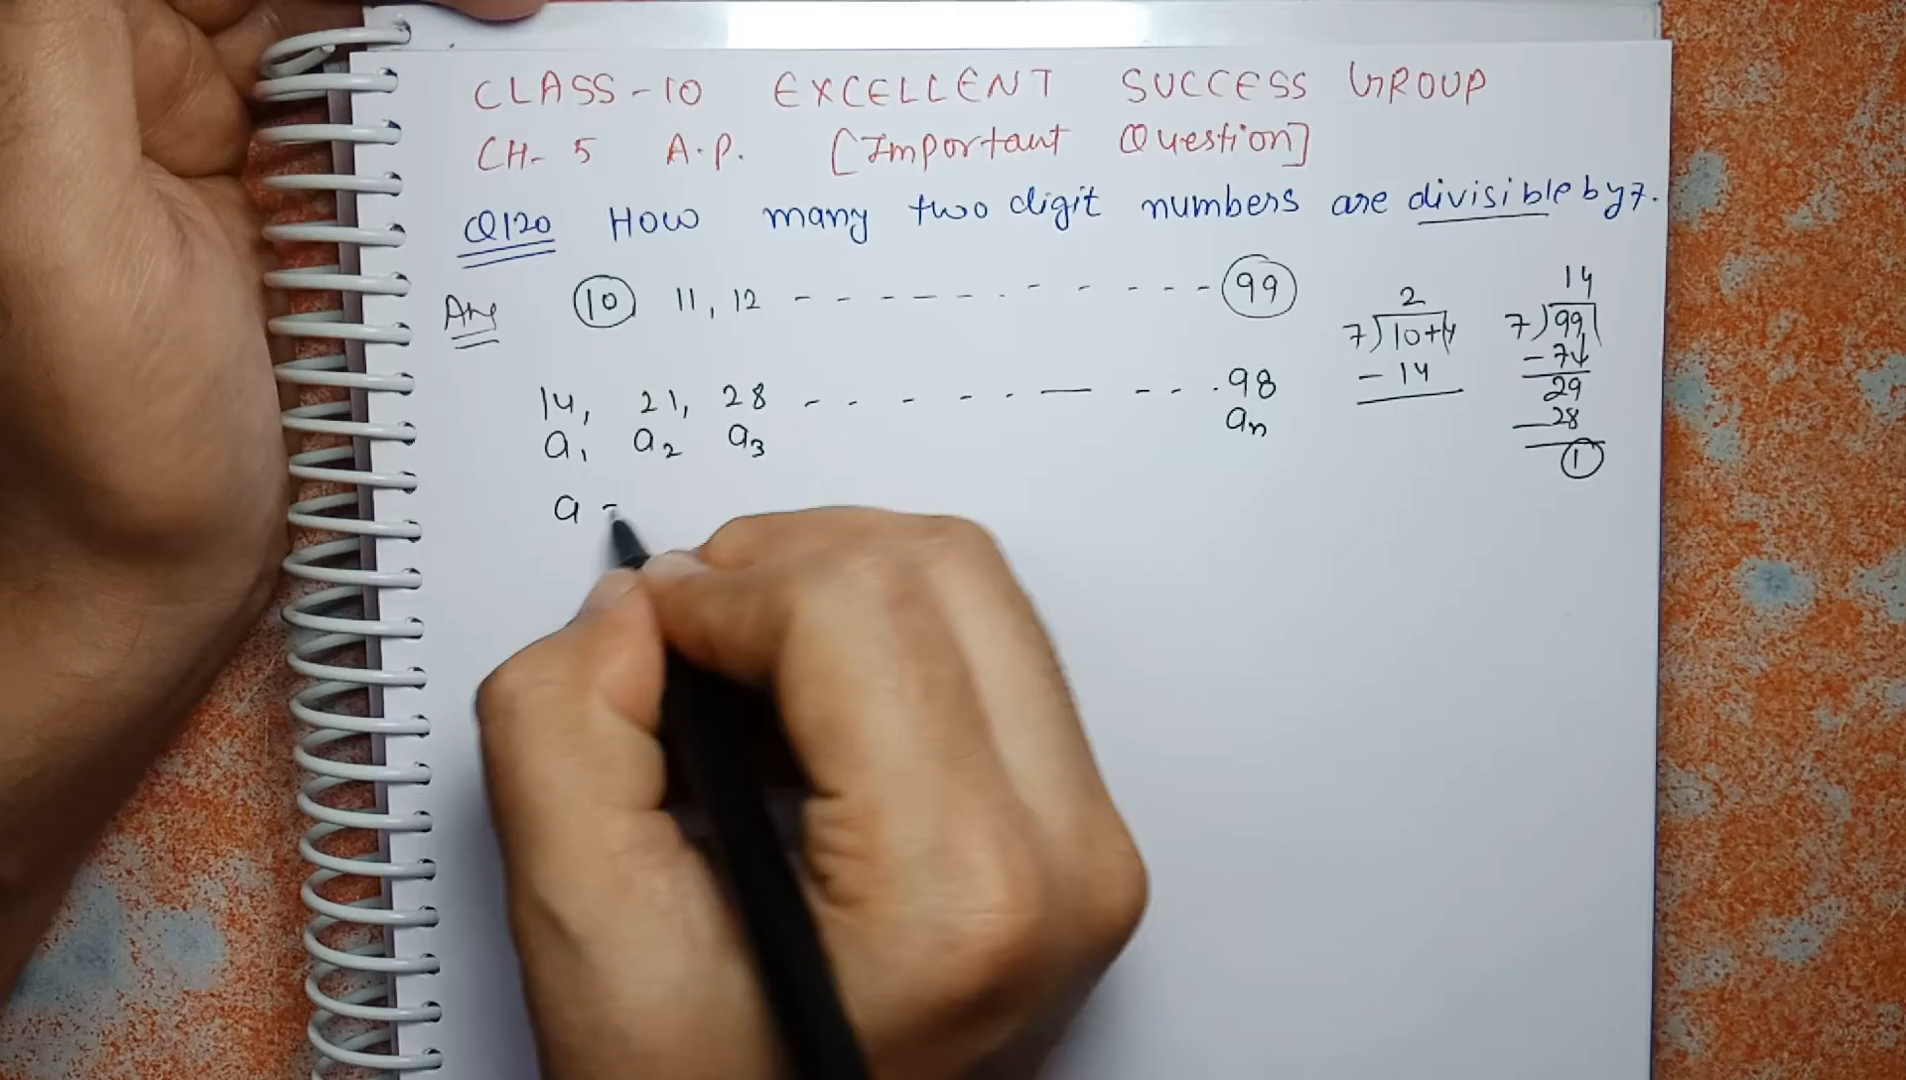 CLASS-10 EXCELLENT SUCCESS GROUP
CH-5 A.P. [Important Question]
Q120 How many two digit numbers are divisible by 7.
Ans 10 11, 12 - - - - - - - - - - 99
14, 21, 28 - - - - - — - - - 98
a1 a2 a3 an
a =
2
7)10+4
- 14
14
7)99
- 7↓
29
- 28
1